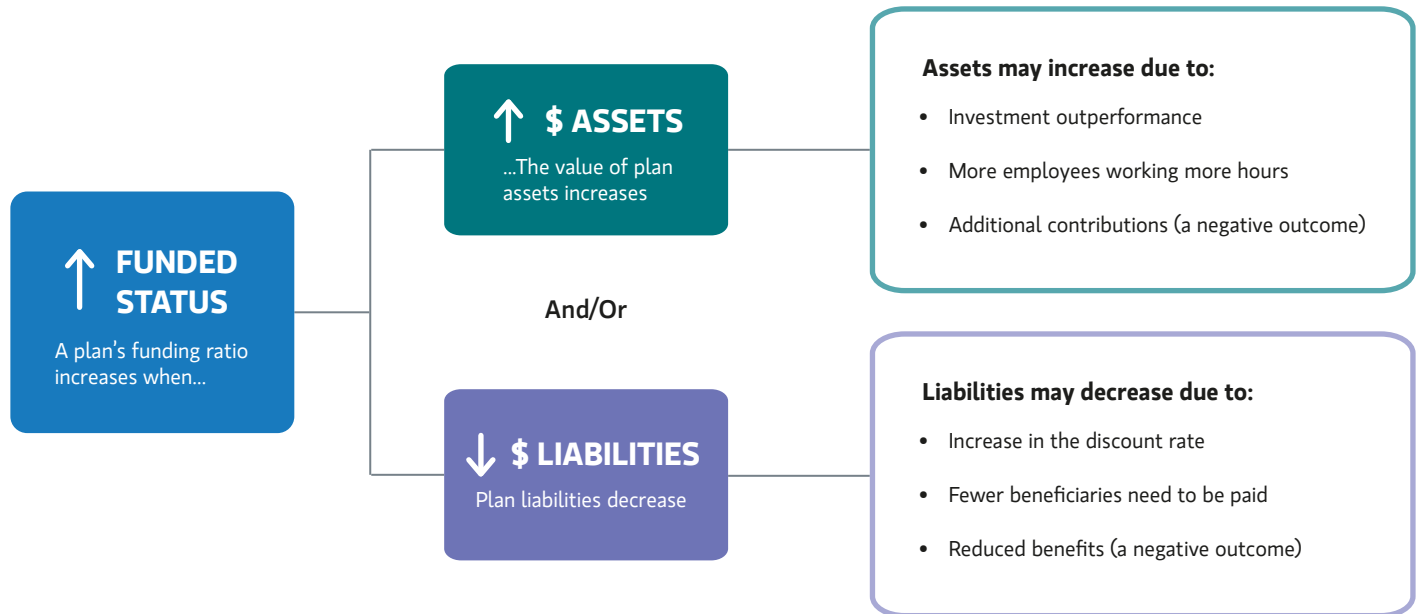 FUNDED
STATUS
A plan's funding ratio
increases when...
$ ASSETS
...The value of plan
assets increases
And/Or
$ LIABILITIES
Plan liabilities decrease
Assets may increase due to:
• Investment outperformance
• More employees working more hours
• Additional contributions (a negative outcome)
Liabilities may decrease due to:
• Increase in the discount rate
• Fewer beneficiaries need to be paid
• Reduced benefits (a negative outcome)